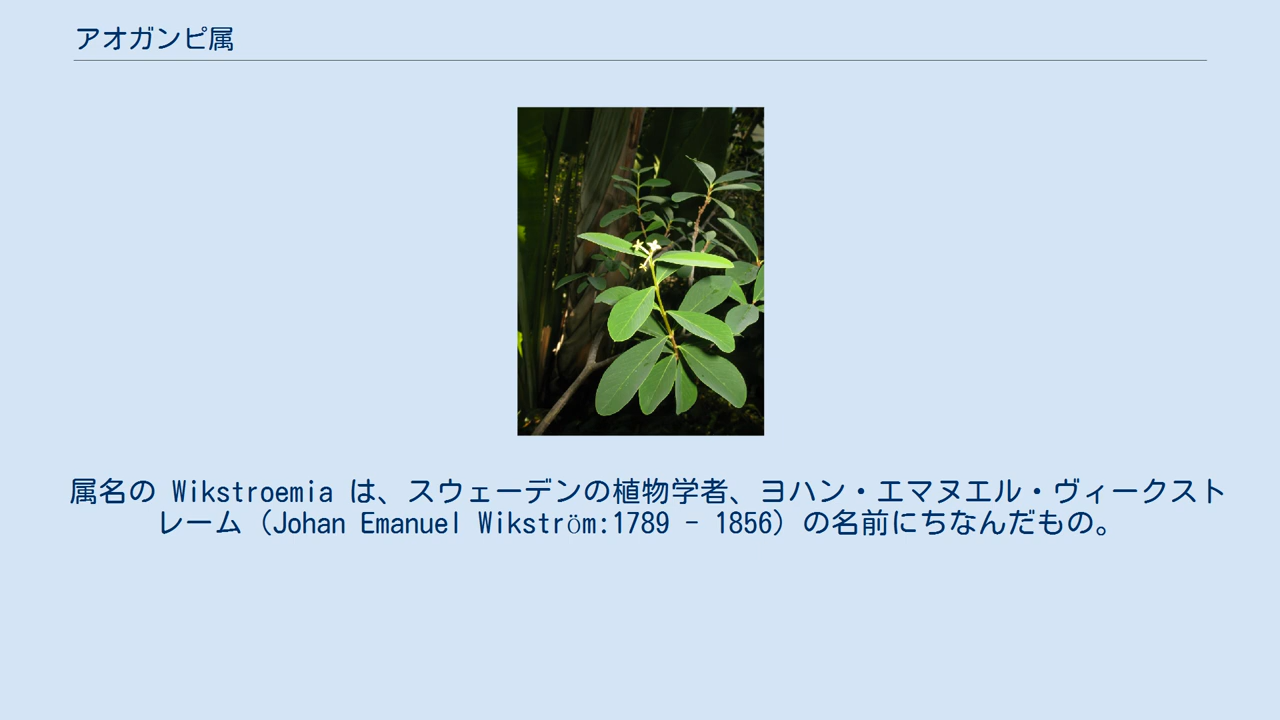 アオガンピ属
属名の Wikstroemia は、スウェーデンの植物学者、ヨハン・エマヌエル・ヴィークスト
レーム（Johan Emanuel Wikström:1789 - 1856）の名前にちなんだもの。